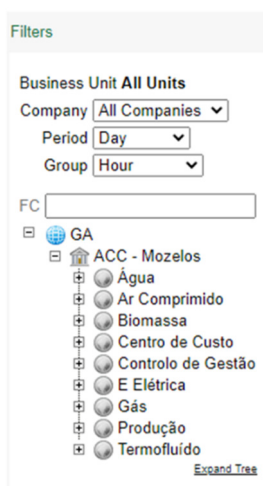 Filters
Business Unit All Units
Company All Companies
Period Day
Group Hour
FC
GA
ACC - Mozelos
Água
Ar Comprimido
Biomassa
Centro de Custo
Controlo de Gestão
E Elétrica
Gás
Produção
Termofluído
Expand Tree